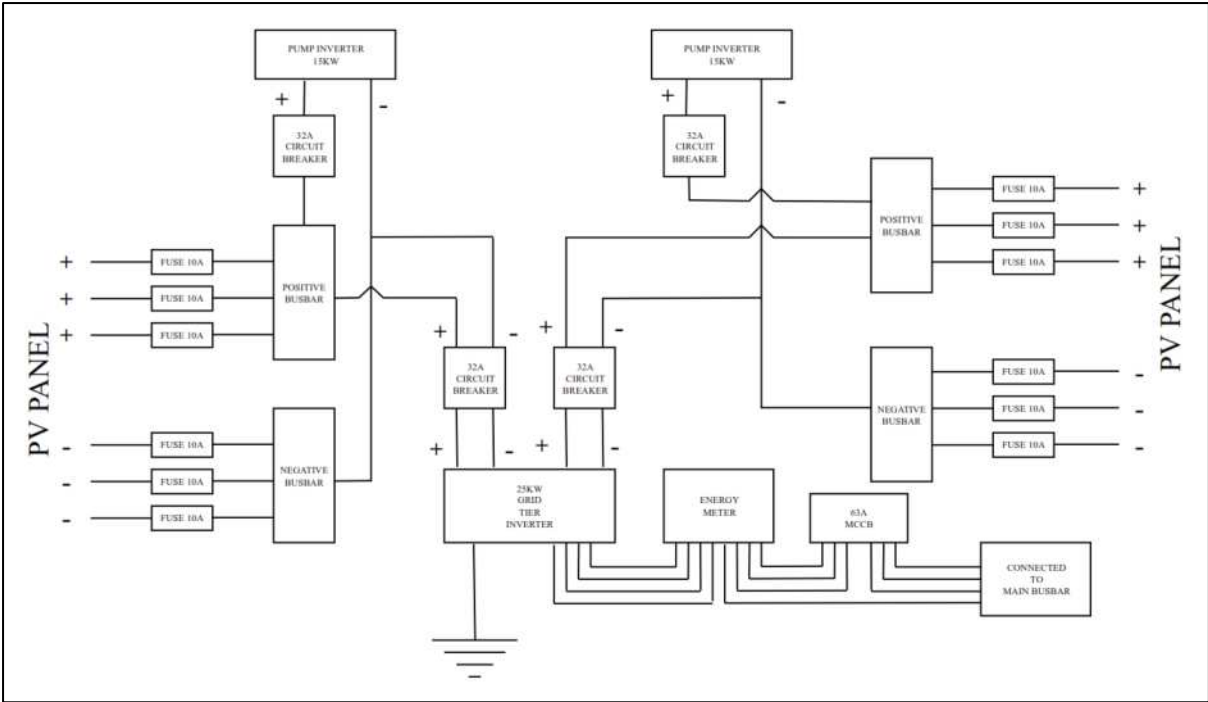 PUMP INVERTER
15KW
PUMP INVERTER
15KW
+
-
+
-
32A
CIRCUIT
BREAKER
32A
CIRCUIT
BREAKER
POSITIVE
BUSBAR
POSITIVE
BUSBAR
+
FUSE 10A
+
FUSE 10A
+
FUSE 10A
FUSE 10A
+
FUSE 10A
+
FUSE 10A
+
PV PANEL
PV PANEL
+
-
+
-
32A
CIRCUIT
BREAKER
32A
CIRCUIT
BREAKER
+
-
+
-
-
FUSE 10A
-
FUSE 10A
-
FUSE 10A
NEGATIVE
BUSBAR
NEGATIVE
BUSBAR
FUSE 10A
-
FUSE 10A
-
FUSE 10A
-
25KW
GRID
TIER
INVERTER
ENERGY
METER
63A
MCCB
CONNECTED
TO
MAIN BUSBAR